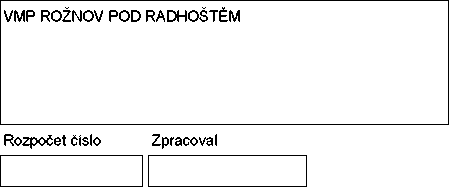 VMP ROŽNOV POD RADHOŠTĚM
Rozpočet číslo
Zpracoval